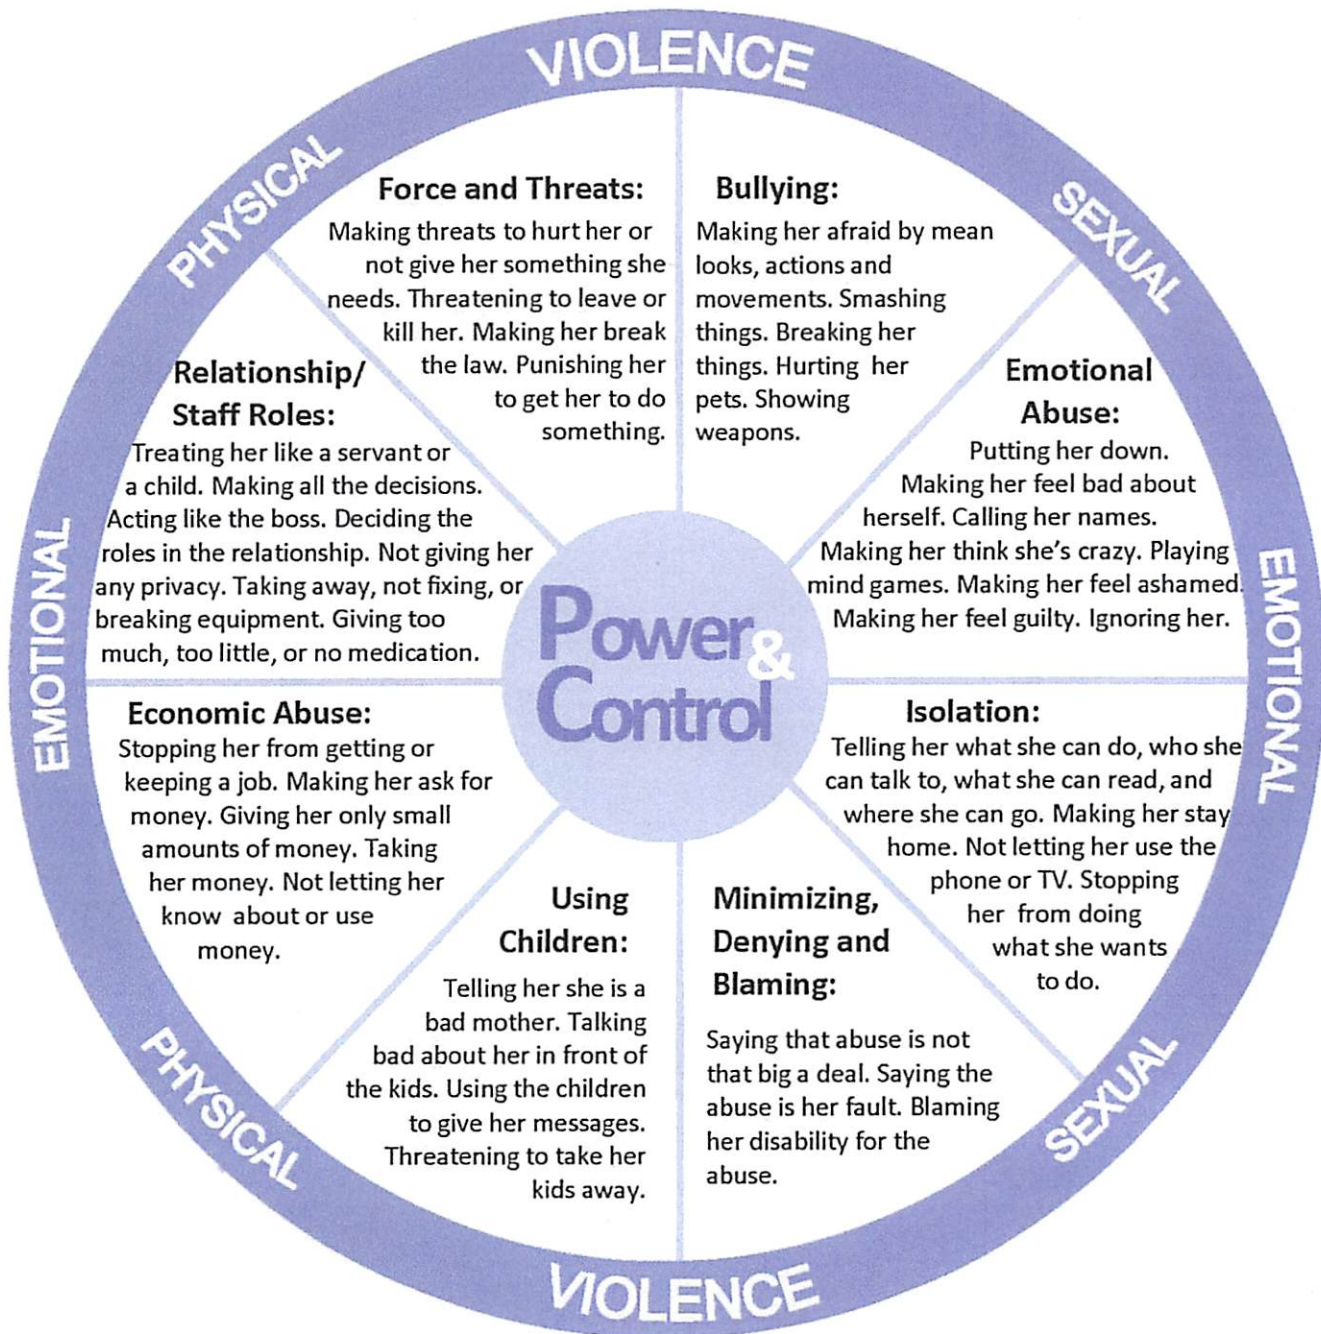 VIOLENCE
PHYSICAL
SEXUAL
EMOTIONAL
EMOTIONAL
PHYSICAL
SEXUAL
VIOLENCE
Power &
Control
Force and Threats:
Making threats to hurt her or
not give her something she
needs. Threatening to leave or
kill her. Making her break
the law. Punishing her
to get her to do
something.
Bullying:
Making her afraid by mean
looks, actions and
movements. Smashing
things. Breaking her
things. Hurting her
pets. Showing
weapons.
Emotional
Abuse:
Putting her down.
Making her feel bad about
herself. Calling her names.
Making her think she's crazy. Playing
mind games. Making her feel ashamed.
Making her feel guilty. Ignoring her.
Isolation:
Telling her what she can do, who she
can talk to, what she can read, and
where she can go. Making her stay
home. Not letting her use the
phone or TV. Stopping
her from doing
what she wants
to do.
Minimizing,
Denying and
Blaming:
Saying that abuse is not
that big a deal. Saying the
abuse is her fault. Blaming
her disability for the
abuse.
Using
Children:
Telling her she is a
bad mother. Talking
bad about her in front of
the kids. Using the children
to give her messages.
Threatening to take her
kids away.
Economic Abuse:
Stopping her from getting or
keeping a job. Making her ask for
money. Giving her only small
amounts of money. Taking
her money. Not letting her
know about or use
money.
Relationship/
Staff Roles:
Treating her like a servant or
a child. Making all the decisions.
Acting like the boss. Deciding the
roles in the relationship. Not giving her
any privacy. Taking away, not fixing, or
breaking equipment. Giving too
much, too little, or no medication.